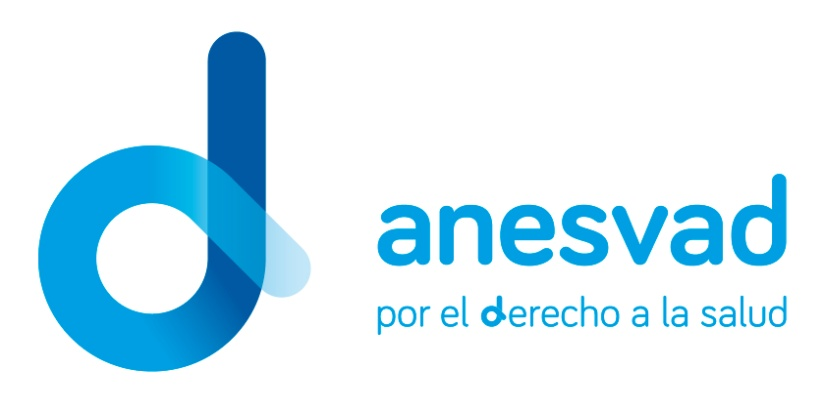 anesvad
por el derecho a la salud